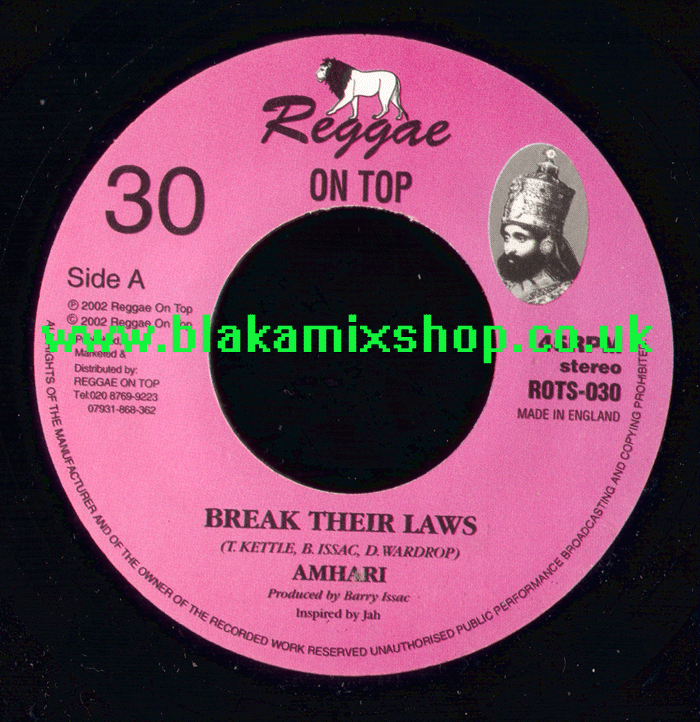 Reggae
ON TOP
30
Side A
℗ 2002 Reggae On Top
© 2002 Reggae On Top
www.blakamixshop.co.uk
Marketed &
Distributed by:
REGGAE ON TOP
Tel:020 8769-9223
07931-868-362
45RPM
stereo
ROTS-030
MADE IN ENGLAND
BREAK THEIR LAWS
(T. KETTLE, B. ISSAC, D. WARDROP)
AMHARI
Produced by Barry Issac
Inspired by Jah
ALL RIGHTS OF THE MANUFACTURER AND OF THE OWNER OF THE RECORDED WORK RESERVED UNAUTHORISED PUBLIC PERFORMANCE BROADCASTING AND COPYING PROHIBITED